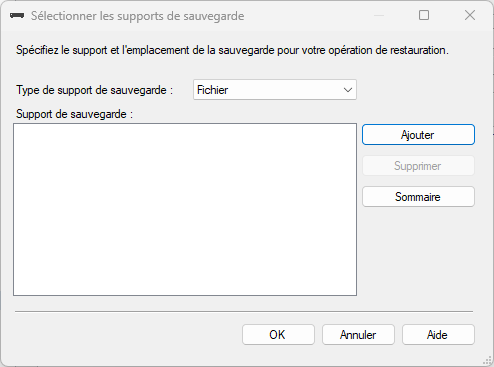 Sélectionner les supports de sauvegarde
Spécifiez le support et l'emplacement de la sauvegarde pour votre opération de restauration.
Type de support de sauvegarde :
Fichier
Support de sauvegarde :
Ajouter
Supprimer
Sommaire
OK
Annuler
Aide